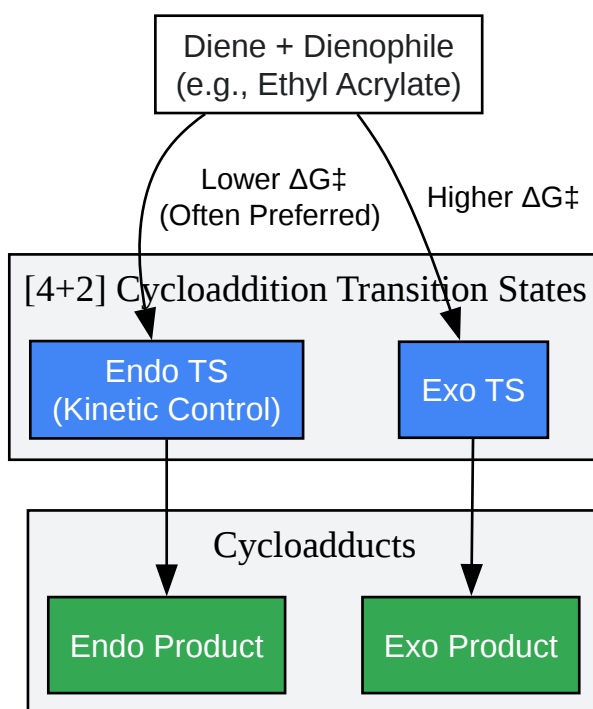 Diene + Dienophile
(e.g., Ethyl Acrylate)
Lower ΔG‡
(Often Preferred)
Higher ΔG‡
[4+2] Cycloaddition Transition States
Endo TS
(Kinetic Control)
Exo TS
Cycloadducts
Endo Product
Exo Product